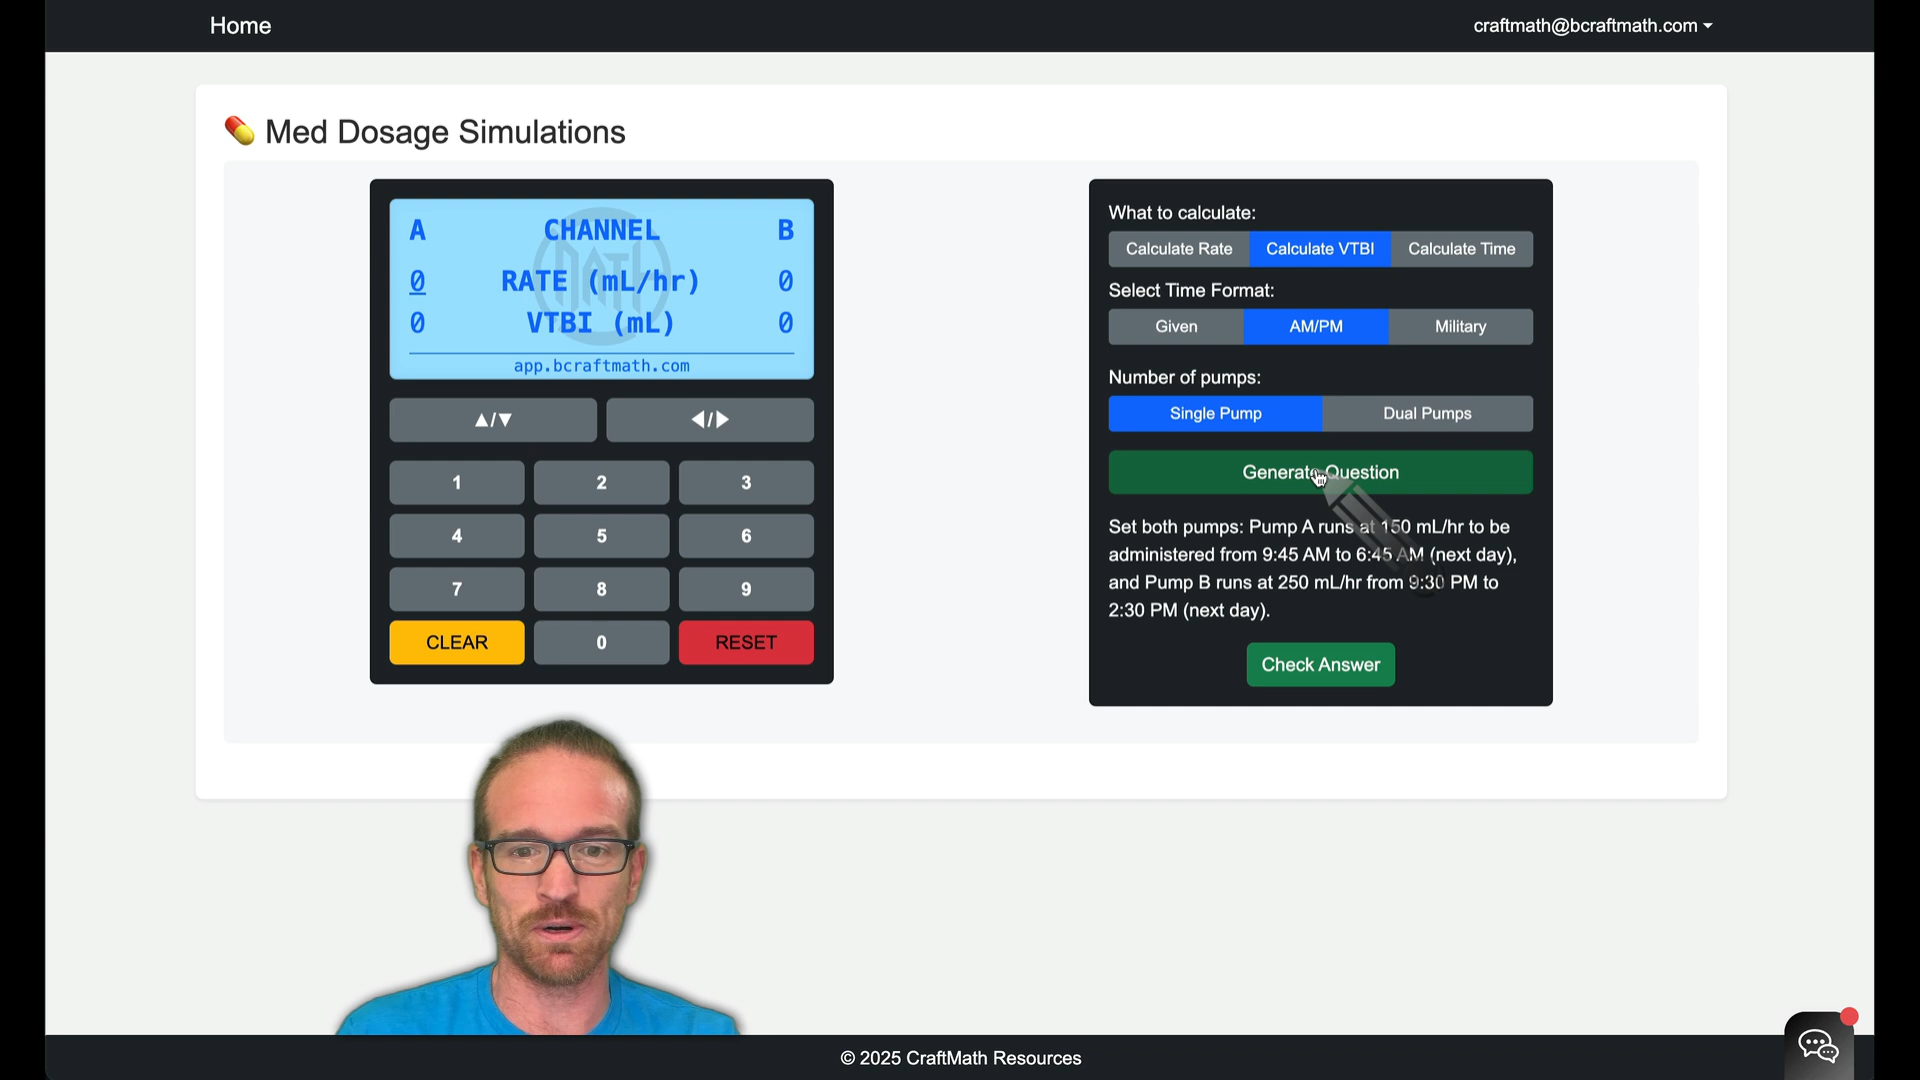 Home
craftmath@bcraftmath.com
Med Dosage Simulations
A CHANNEL B
0 RATE (mL/hr) 0
0 VTBI (mL) 0
app.bcraftmath.com
▲/▼ ◀/▶
1 2 3
4 5 6
7 8 9
CLEAR 0 RESET
What to calculate:
Calculate Rate Calculate VTBI Calculate Time
Select Time Format:
Given AM/PM Military
Number of pumps:
Single Pump Dual Pumps
Generate Question
Set both pumps: Pump A runs at 150 mL/hr to be
administered from 9:45 AM to 6:45 AM (next day),
and Pump B runs at 250 mL/hr from 9:30 PM to
2:30 PM (next day).
Check Answer
MATH
© 2025 CraftMath Resources